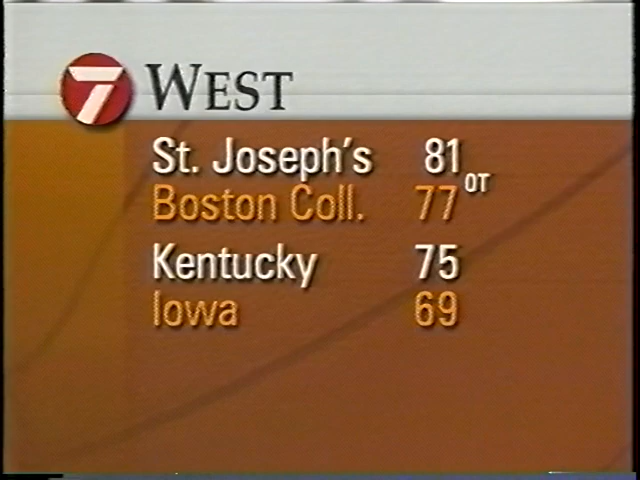 7 WEST
St. Joseph's 81
OT
Boston Coll. 77
Kentucky 75
Iowa 69